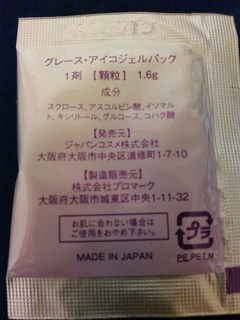 グレース・アイコジェルパック
1剤 [顆粒] 1.6g
成分
スクロース、アスコルビン酸、イソマル
ト、キシリトール、グルコース、コハク酸
【発売元】
ジャパンコスメ株式会社
大阪府大阪市中央区道修町1-7-10
【製造販売元】
株式会社プロマーク
大阪府大阪市城東区中央1-11-32
お肌に合わない場合は
ご使用をおやめ下さい。
プラ
MADE IN JAPAN
PE,PET,M